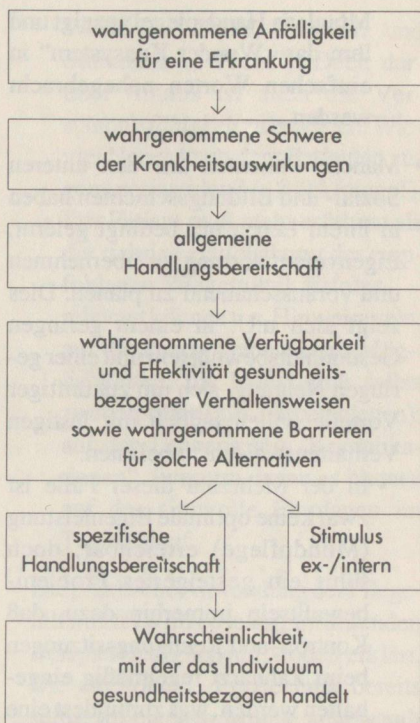 wahrgenommene Anfälligkeit
für eine Erkrankung
wahrgenommene Schwere
der Krankheitsauswirkungen
allgemeine
Handlungsbereitschaft
wahrgenommene Verfügbarkeit
und Effektivität gesundheits-
bezogener Verhaltensweisen
sowie wahrgenommene Barrieren
für solche Alternativen
spezifische
Handlungsbereitschaft
Stimulus
ex-/intern
Wahrscheinlichkeit,
mit der das Individuum
gesundheitsbezogen handelt